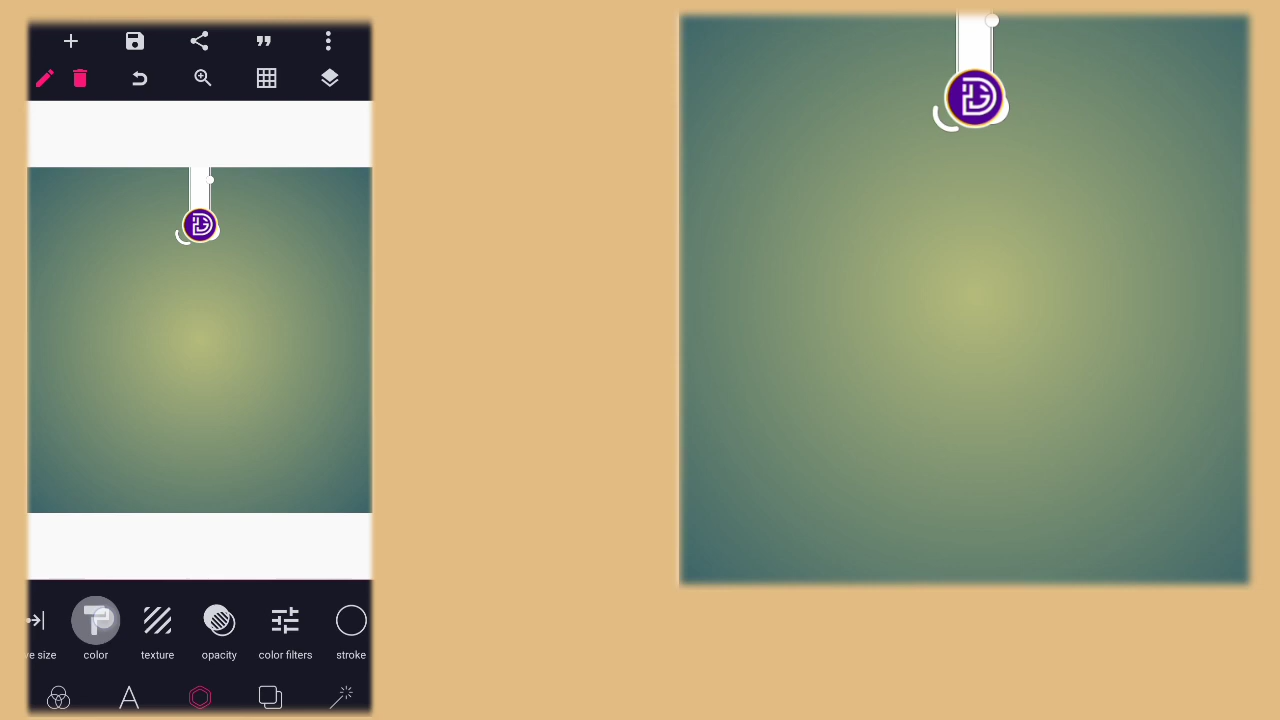 ve size
color
texture
opacity
color filters
stroke